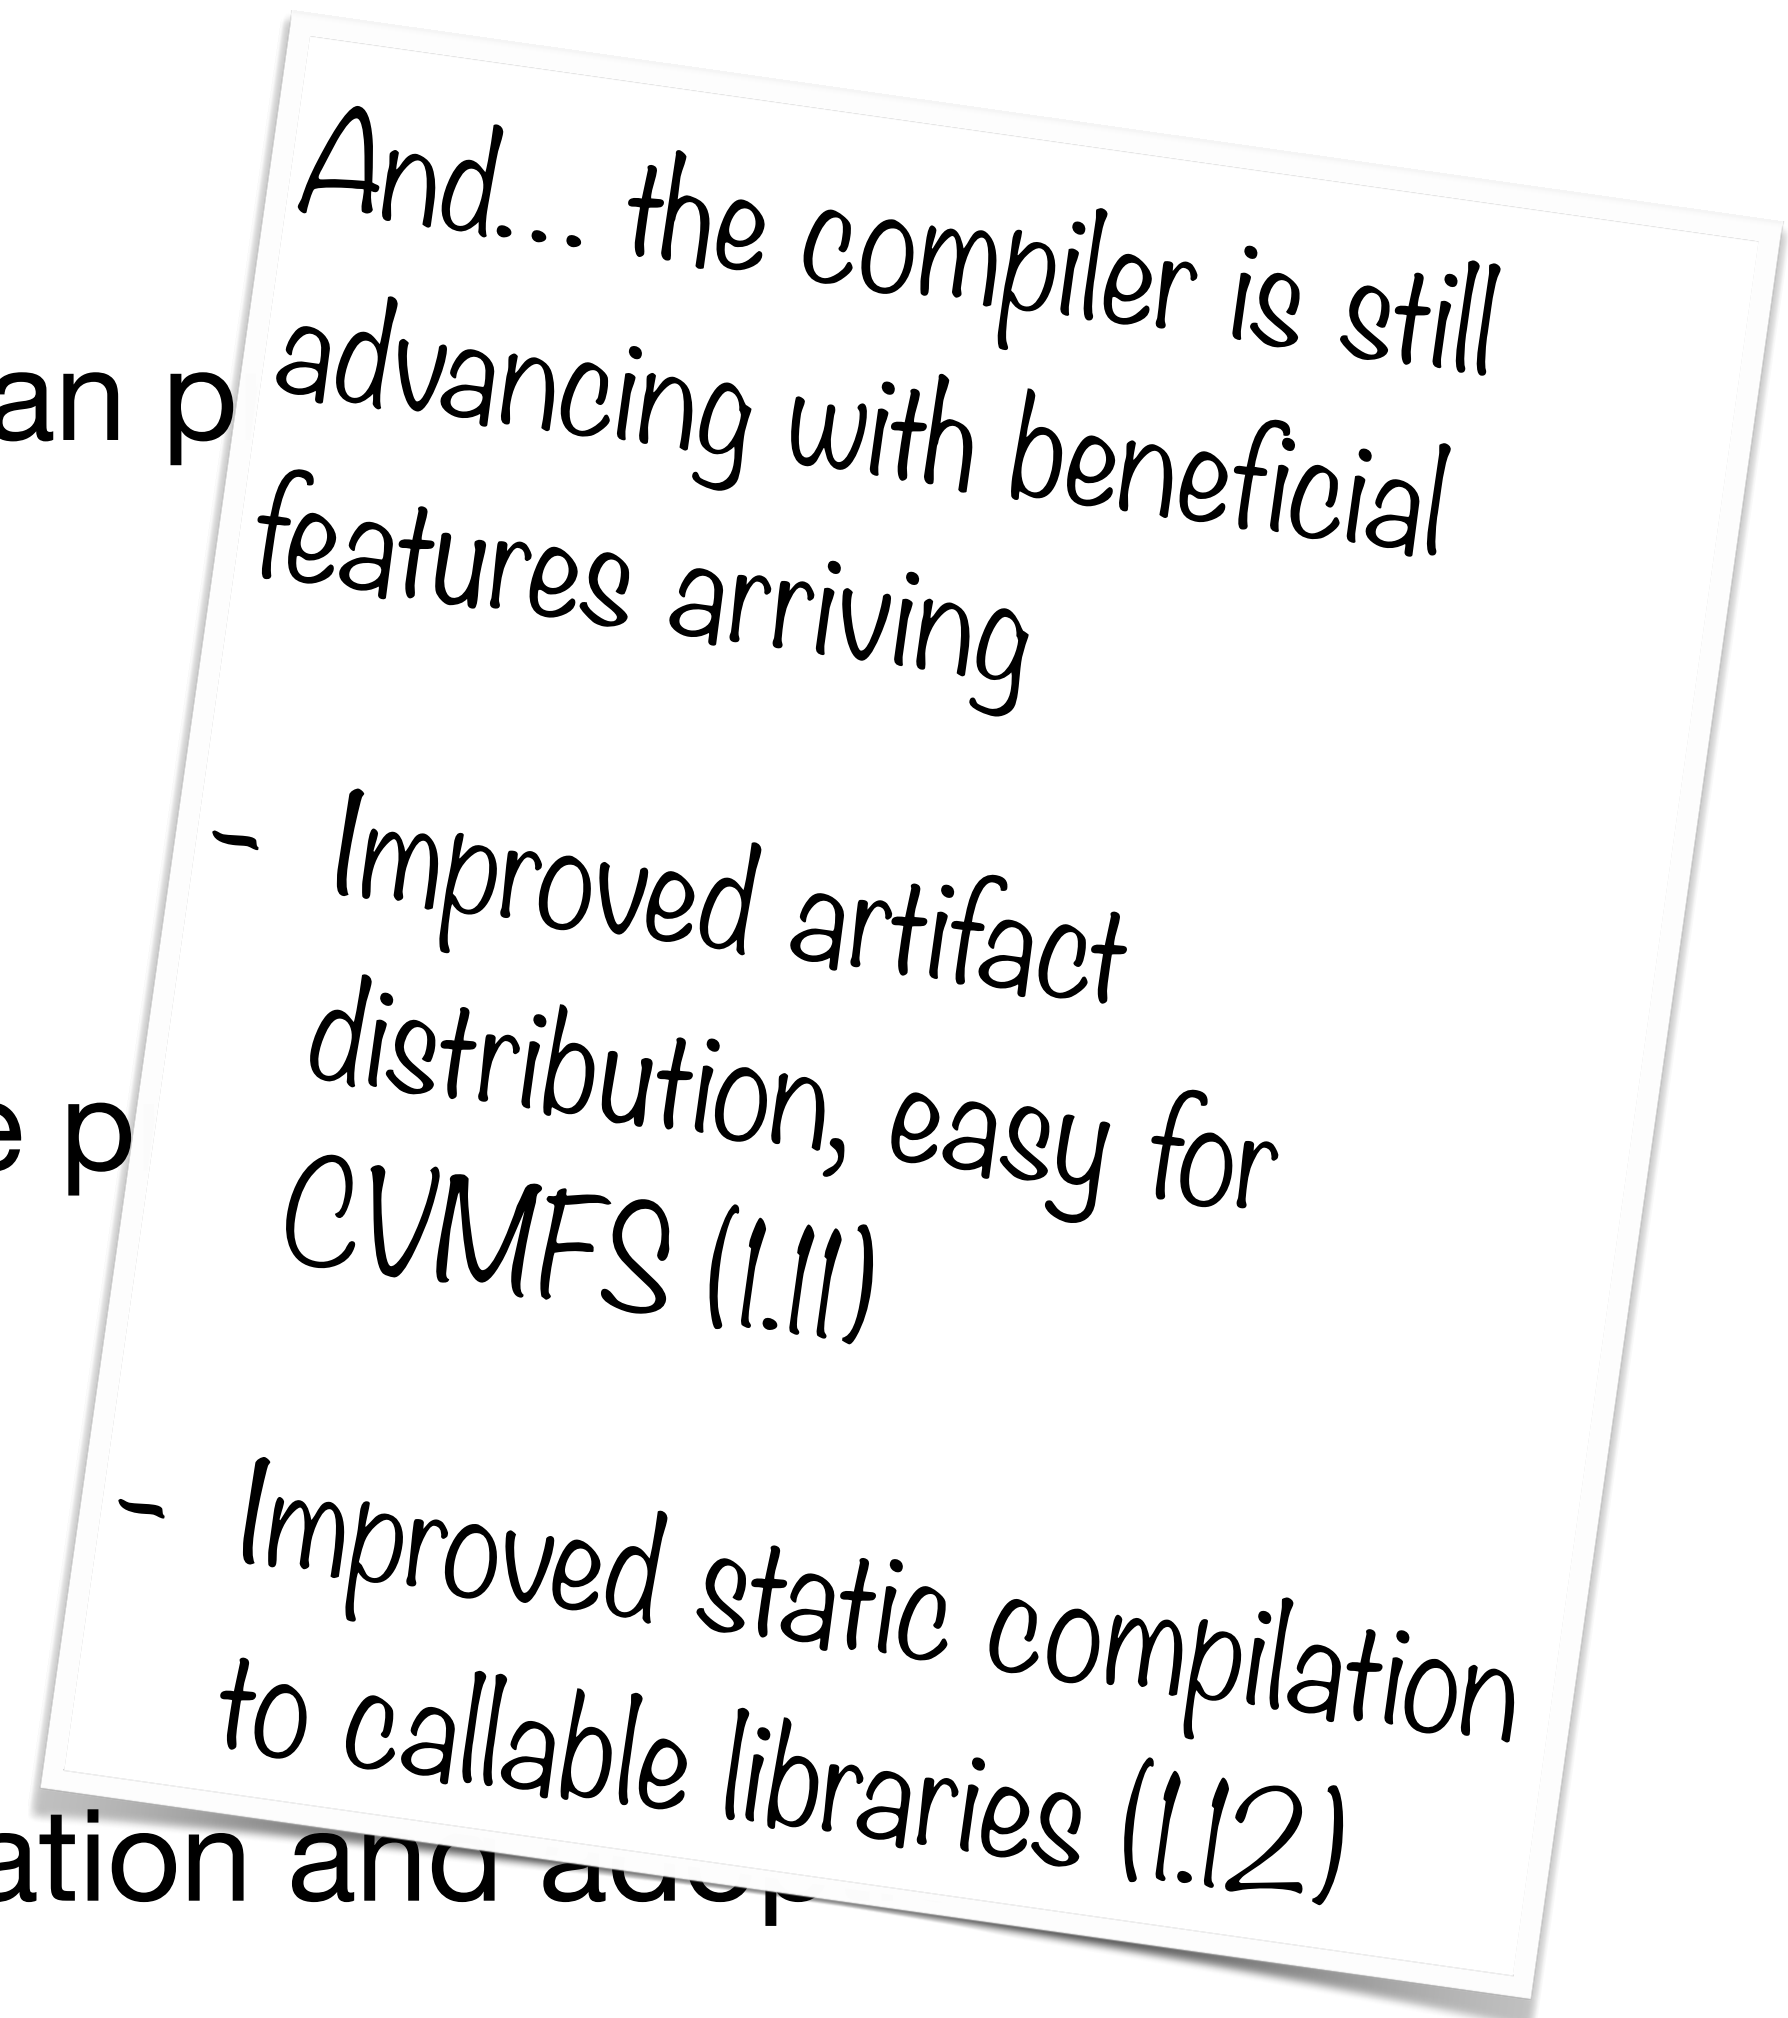 And... the compiler is still
advancing with beneficial
an p
features arriving
- Improved artifact
distribution, easy for
e p
CVMFS (1.11)
- Improved static compilation
to callable libraries (1.12)
ation and adop